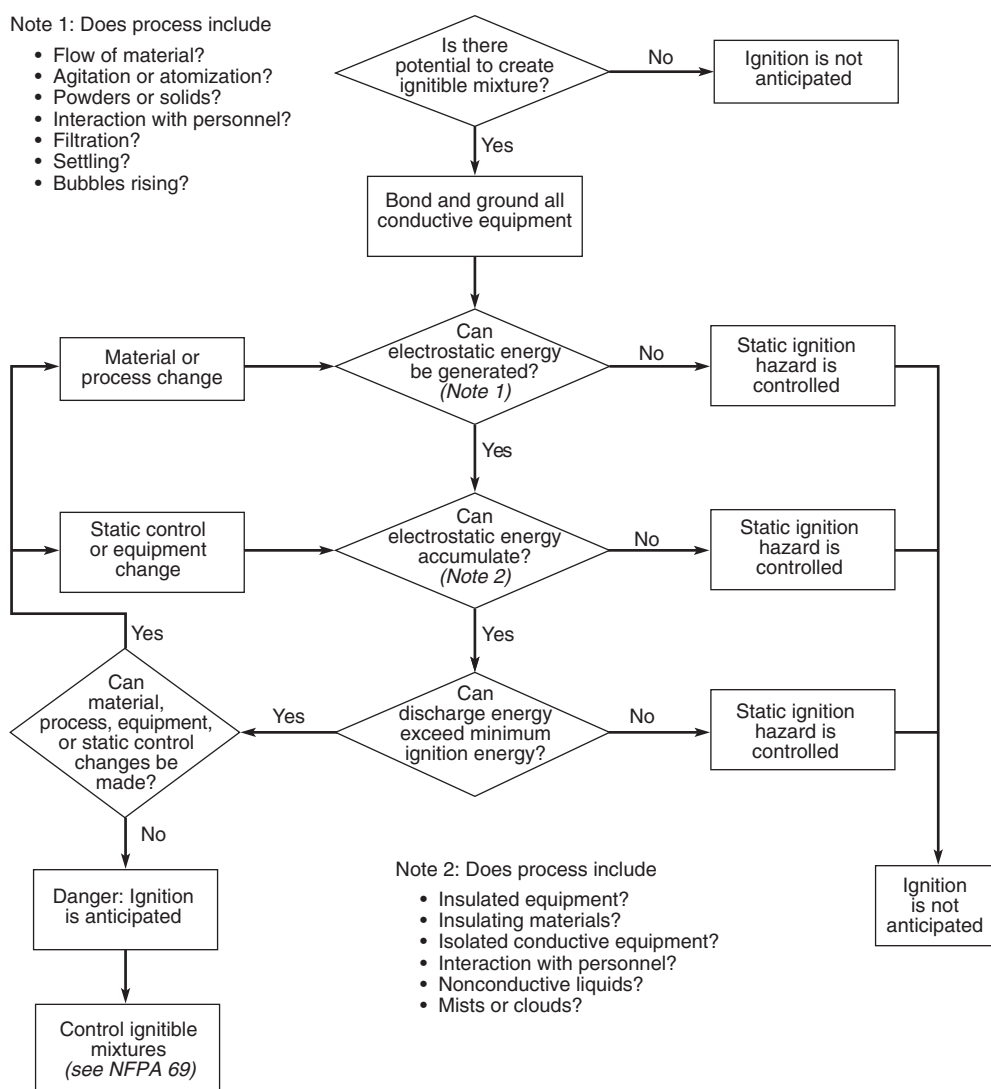 Note 1: Does process include
• Flow of material?
• Agitation or atomization?
• Powders or solids?
• Interaction with personnel?
• Filtration?
• Settling?
• Bubbles rising?
Is there
potential to create
ignitible mixture?
No
Ignition is not
anticipated
Yes
Bond and ground all
conductive equipment
Material or
process change
Can
electrostatic energy
be generated?
(Note 1)
No
Static ignition
hazard is
controlled
Yes
Static control
or equipment
change
Can
electrostatic energy
accumulate?
(Note 2)
No
Static ignition
hazard is
controlled
Yes
Yes
Can
material,
process, equipment,
or static control
changes be
made?
Yes
Can
discharge energy
exceed minimum
ignition energy?
No
Static ignition
hazard is
controlled
No
Danger: Ignition
is anticipated
Control ignitible
mixtures
(see NFPA 69)
Note 2: Does process include
• Insulated equipment?
• Insulating materials?
• Isolated conductive equipment?
• Interaction with personnel?
• Nonconductive liquids?
• Mists or clouds?
Ignition
is not
anticipated